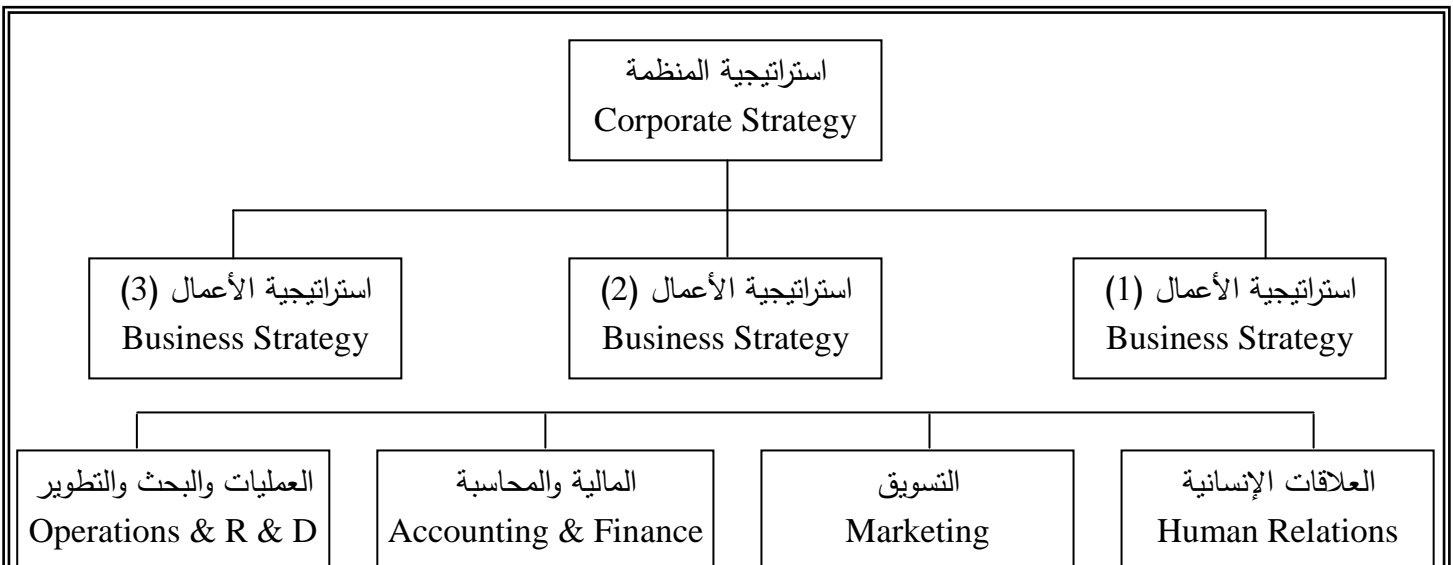 استراتيجية المنظمة
Corporate Strategy
استراتيجية الأعمال (1)
Business Strategy
استراتيجية الأعمال (2)
Business Strategy
استراتيجية الأعمال (3)
Business Strategy
العلاقات الإنسانية
Human Relations
التسويق
Marketing
المالية والمحاسبة
Accounting & Finance
العمليات والبحث والتطوير
Operations & R & D